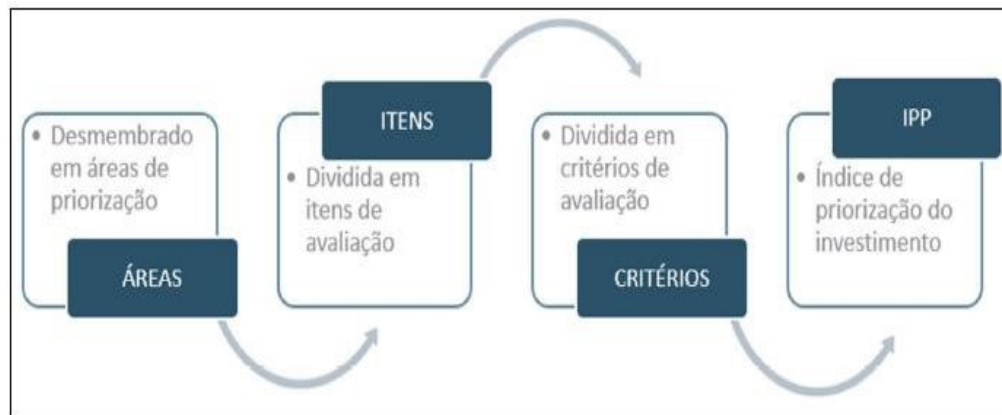 • Desmembrado
em áreas de
priorização
ÁREAS
ITENS
• Dividida em
itens de
avaliação
• Dividida em
critérios de
avaliação
CRITÉRIOS
IPP
• Índice de
priorização do
investimento